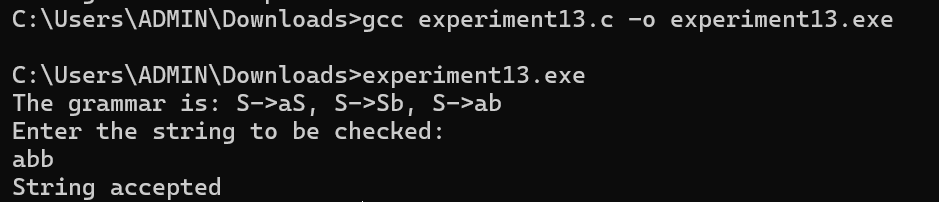 C:\Users\ADMIN\Downloads>gcc experiment13.c -o experiment13.exe
C:\Users\ADMIN\Downloads>experiment13.exe
The grammar is: S->aS, S->Sb, S->ab
Enter the string to be checked:
abb
String accepted